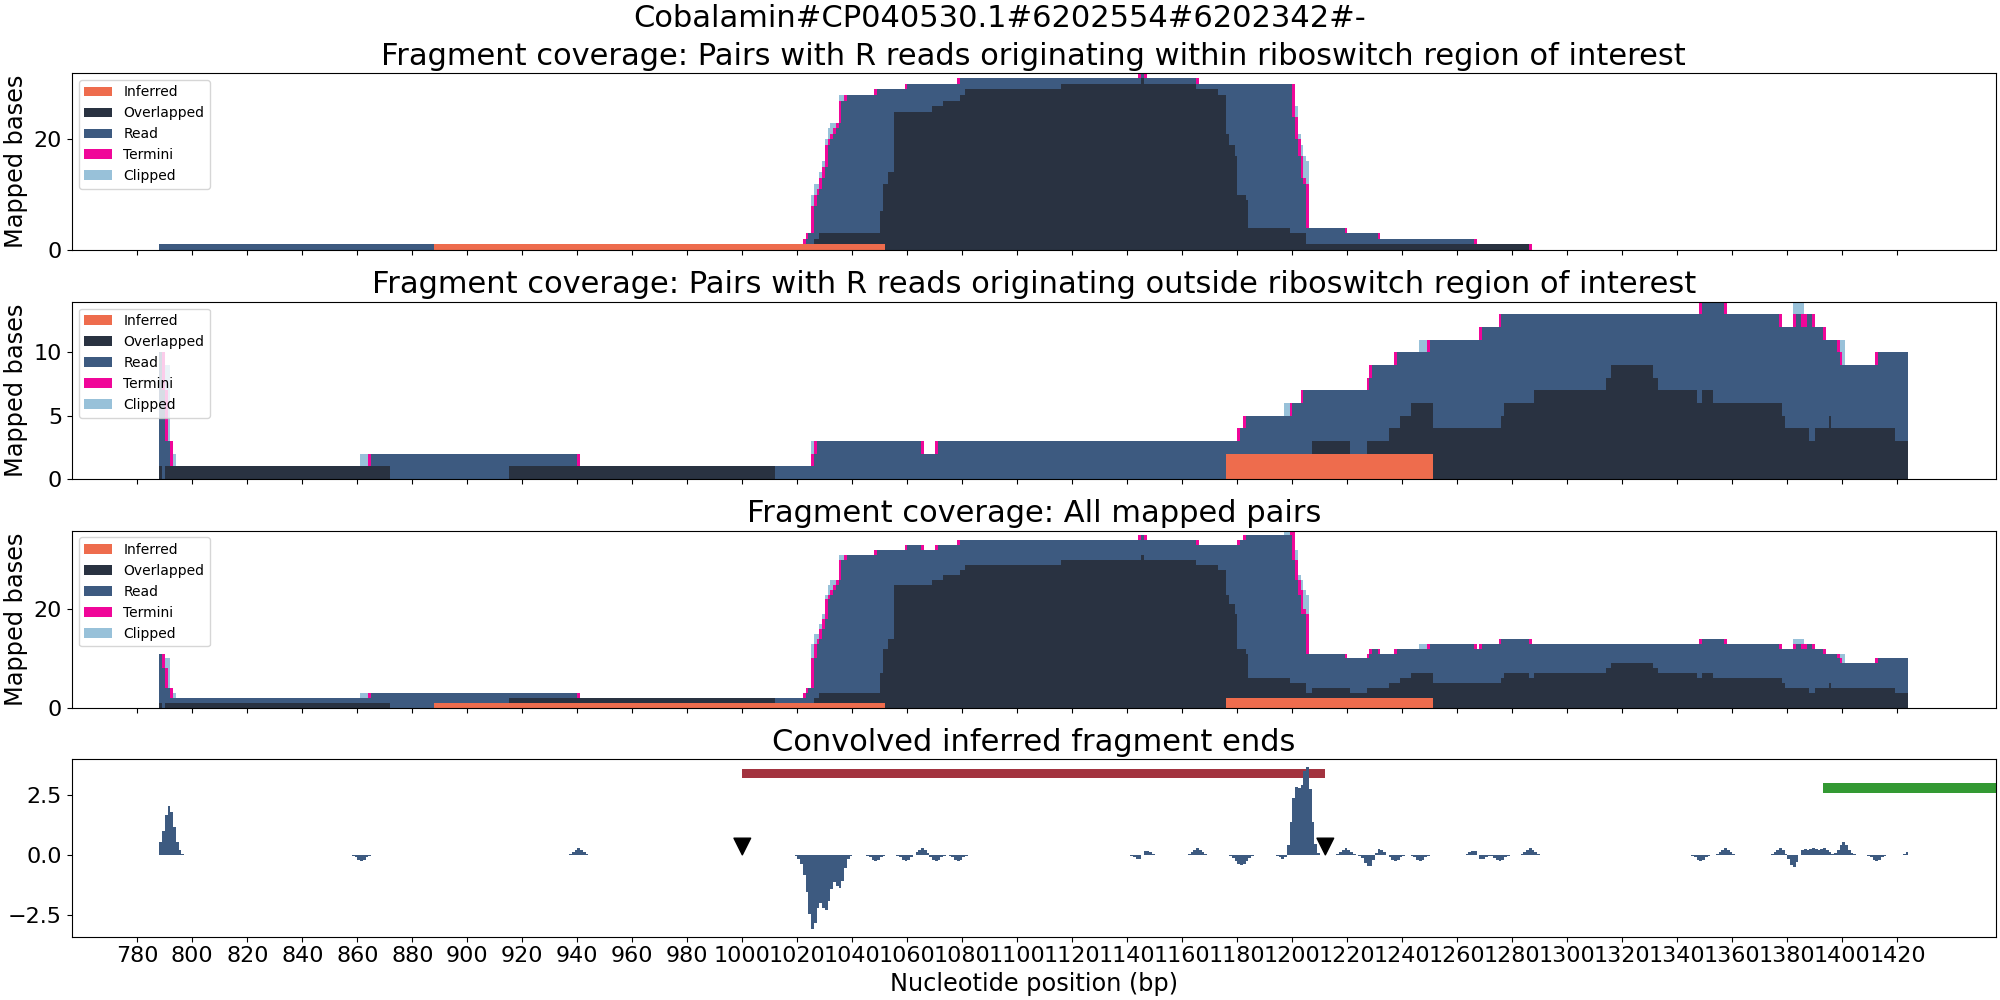 Cobalamin#CP040530.1#6202554#6202342#-
Fragment coverage: Pairs with R reads originating within riboswitch region of interest
Mapped bases
20
0
Inferred
Overlapped
Read
Termini
Clipped
Fragment coverage: Pairs with R reads originating outside riboswitch region of interest
Mapped bases
10
5
0
Inferred
Overlapped
Read
Termini
Clipped
Fragment coverage: All mapped pairs
Mapped bases
20
0
Inferred
Overlapped
Read
Termini
Clipped
Convolved inferred fragment ends
2.5
0.0
−2.5
780 800 820 840 860 880 900 920 940 960 980 1000 1020 1040 1060 1080 1100 1120 1140 1160 1180 1200 1220 1240 1260 1280 1300 1320 1340 1360 1380 1400 1420
Nucleotide position (bp)